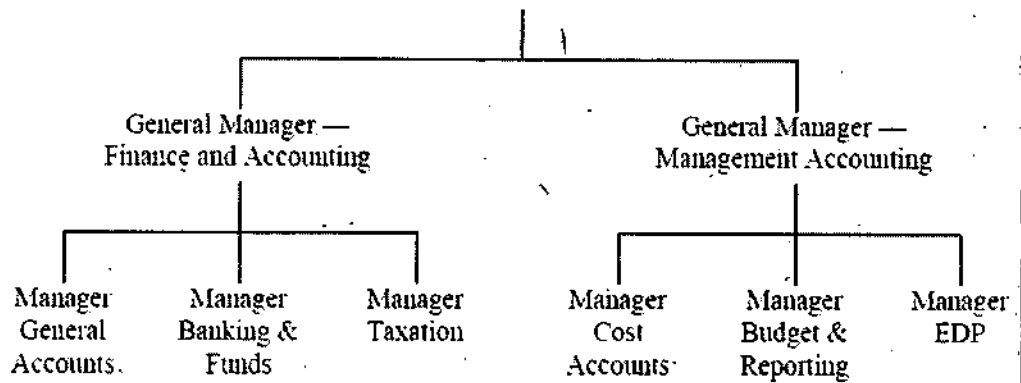 General Manager —
Finance and Accounting
General Manager —
Management Accounting
Manager
General
Accounts
Manager
Banking &
Funds
Manager
Taxation
Manager
Cost
Accounts
Manager
Budget &
Reporting
Manager
EDP